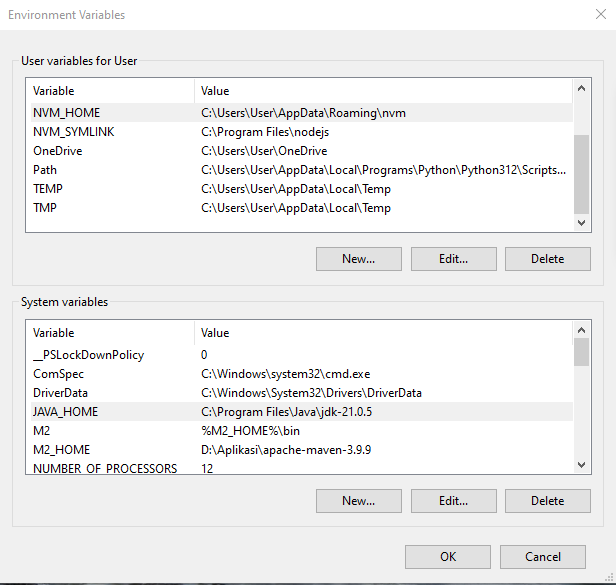 Environment Variables
User variables for User
Variable Value
NVM_HOME C:\Users\User\AppData\Roaming\nvm
NVM_SYMLINK C:\Program Files\nodejs
OneDrive C:\Users\User\OneDrive
Path C:\Users\User\AppData\Local\Programs\Python\Python312\Scripts...
TEMP C:\Users\User\AppData\Local\Temp
TMP C:\Users\User\AppData\Local\Temp
New... Edit... Delete
System variables
Variable Value
__PSLockDownPolicy 0
ComSpec C:\Windows\system32\cmd.exe
DriverData C:\Windows\System32\Drivers\DriverData
JAVA_HOME C:\Program Files\Java\jdk-21.0.5
M2 %M2_HOME%\bin
M2_HOME D:\Aplikasi\apache-maven-3.9.9
NUMBER_OF_PROCESSORS 12
New... Edit... Delete
OK Cancel